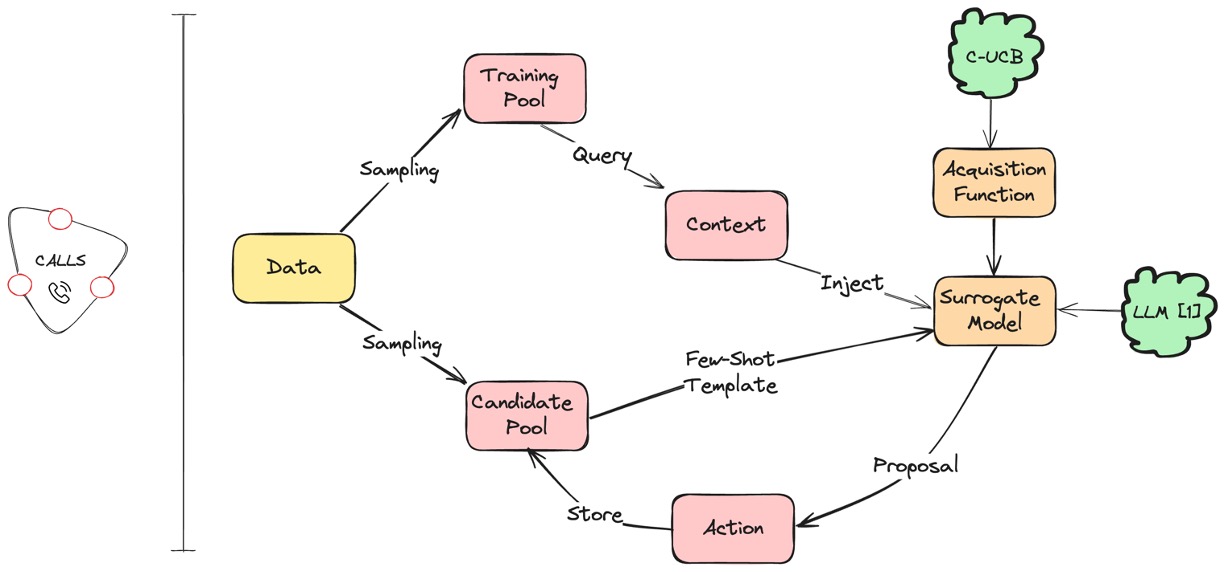 CALLS
Data
Sampling
Training
Pool
Query
Context
Inject
Sampling
Candidate
Pool
Few-Shot
Template
C-UCB
Acquisition
Function
Surrogate
Model
LLM [1]
Proposal
Action
Store